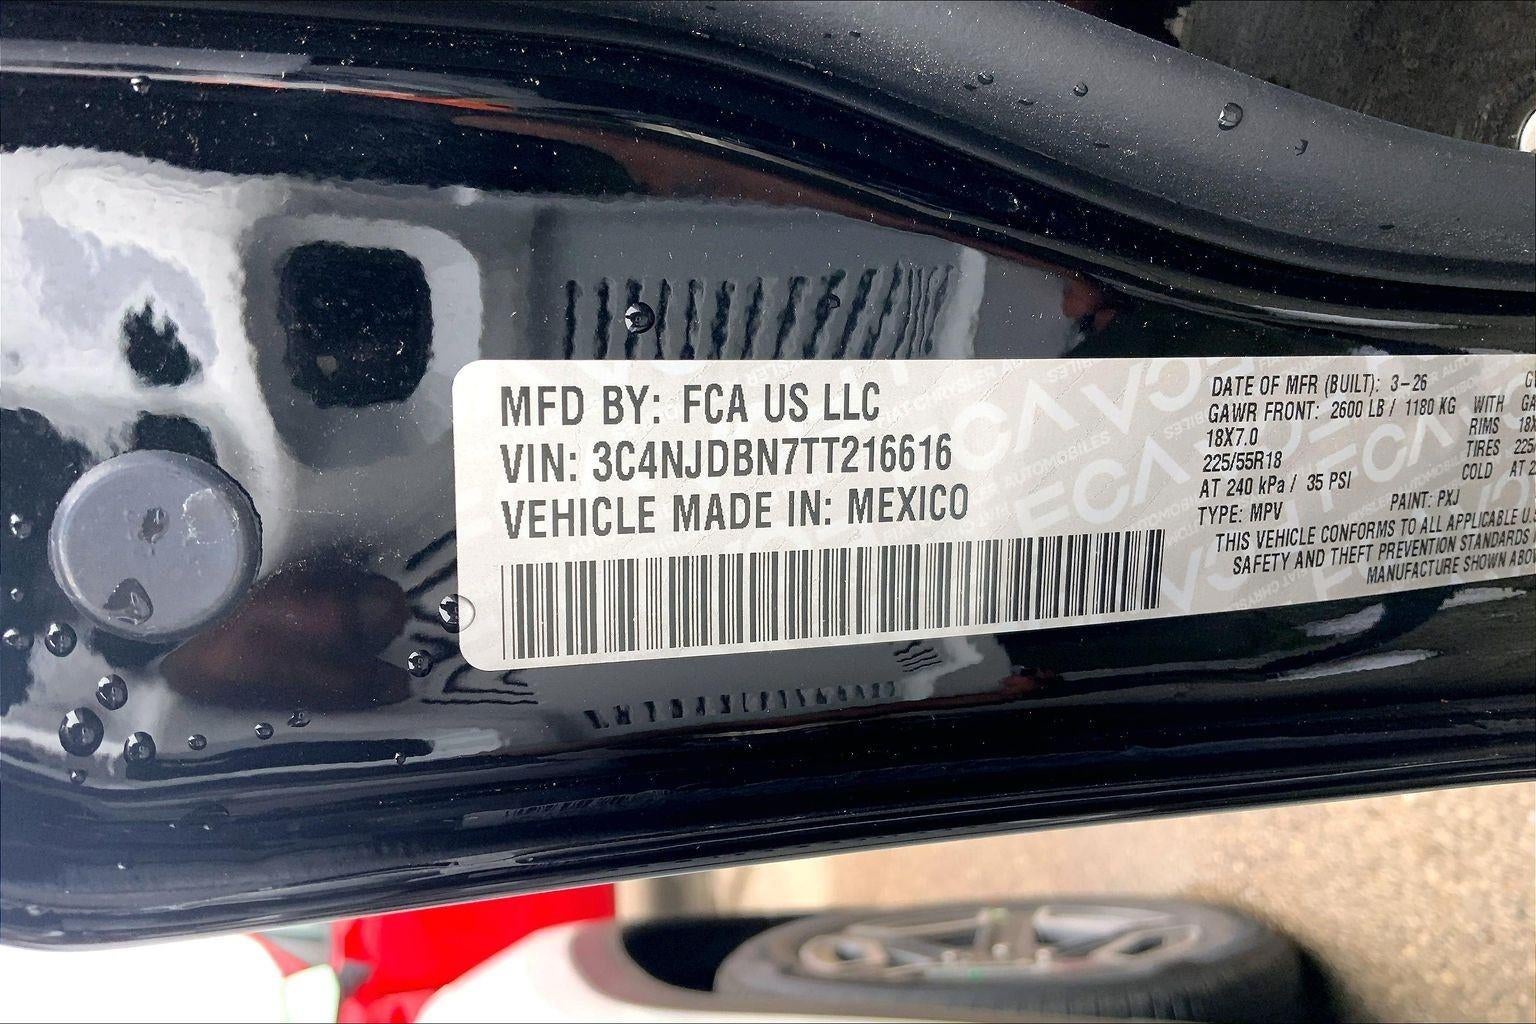 MFD BY: FCA US LLC
VIN: 3C4NJDBN7TT216616
VEHICLE MADE IN: MEXICO
DATE OF MFR (BUILT): 3-26
GAWR FRONT: 2600 LB / 1180 KG WITH
18X7.0 RIMS
225/55R18 TIRES
AT 240 kPa / 35 PSI COLD
TYPE: MPV PAINT: PXJ
THIS VEHICLE CONFORMS TO ALL APPLICABLE
SAFETY AND THEFT PREVENTION STANDARDS
MANUFACTURE SHOWN